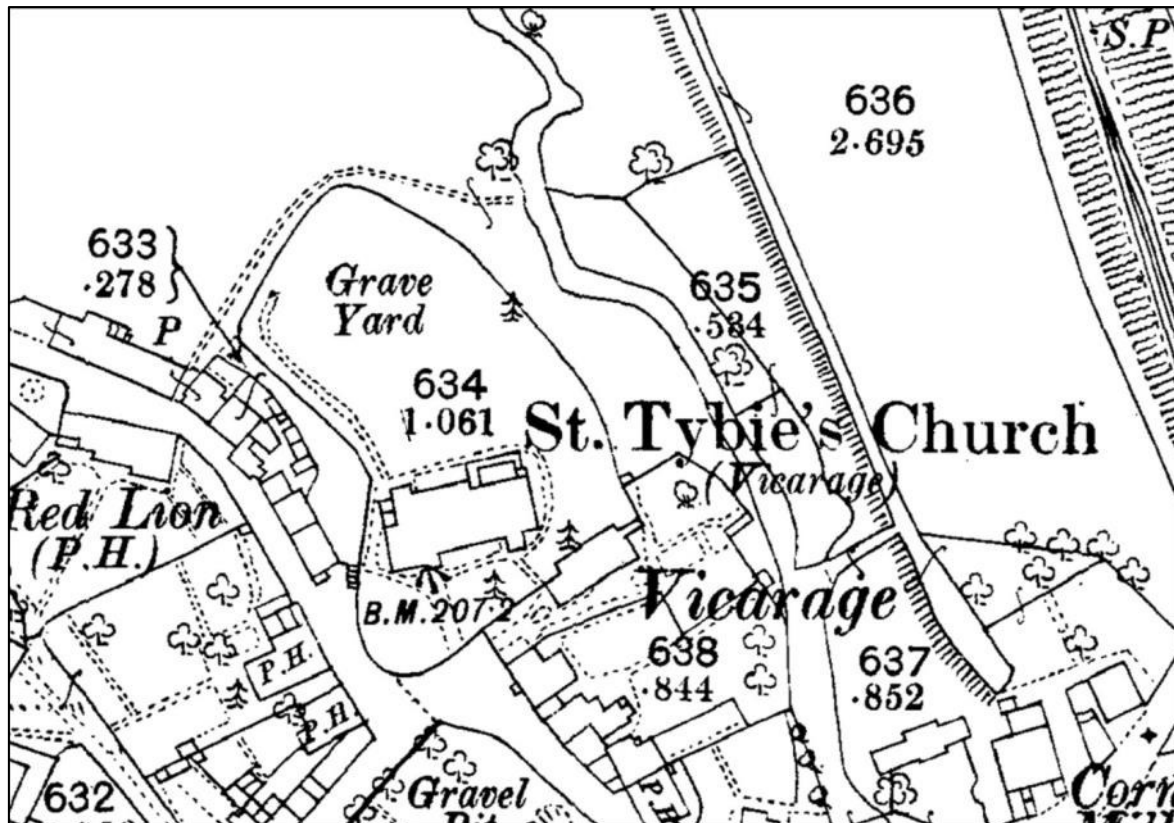 S.P
636
2·695
633
·278
P
Grave
Yard
635
·584
634
1·061
St. Tybie's Church
(Vicarage)
Red Lion
(P.H.)
B.M.207·2
Vicarage
P.H.
638
·844
637
·852
P.H.
632
Gravel
P.H.
Corn